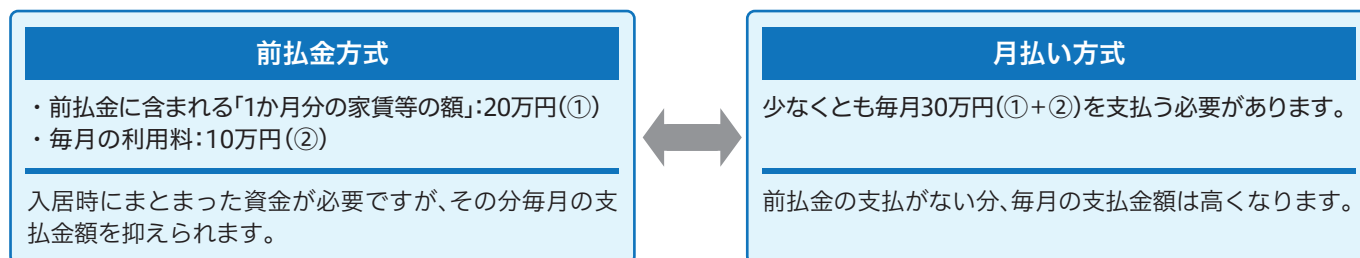 前払金方式
・前払金に含まれる「1か月分の家賃等の額」:20万円(①)
・毎月の利用料:10万円(②)
入居時にまとまった資金が必要ですが、その分毎月の支
払金額を抑えられます。
月払い方式
少なくとも毎月30万円(①+②)を支払う必要があります。
前払金の支払がない分、毎月の支払金額は高くなります。